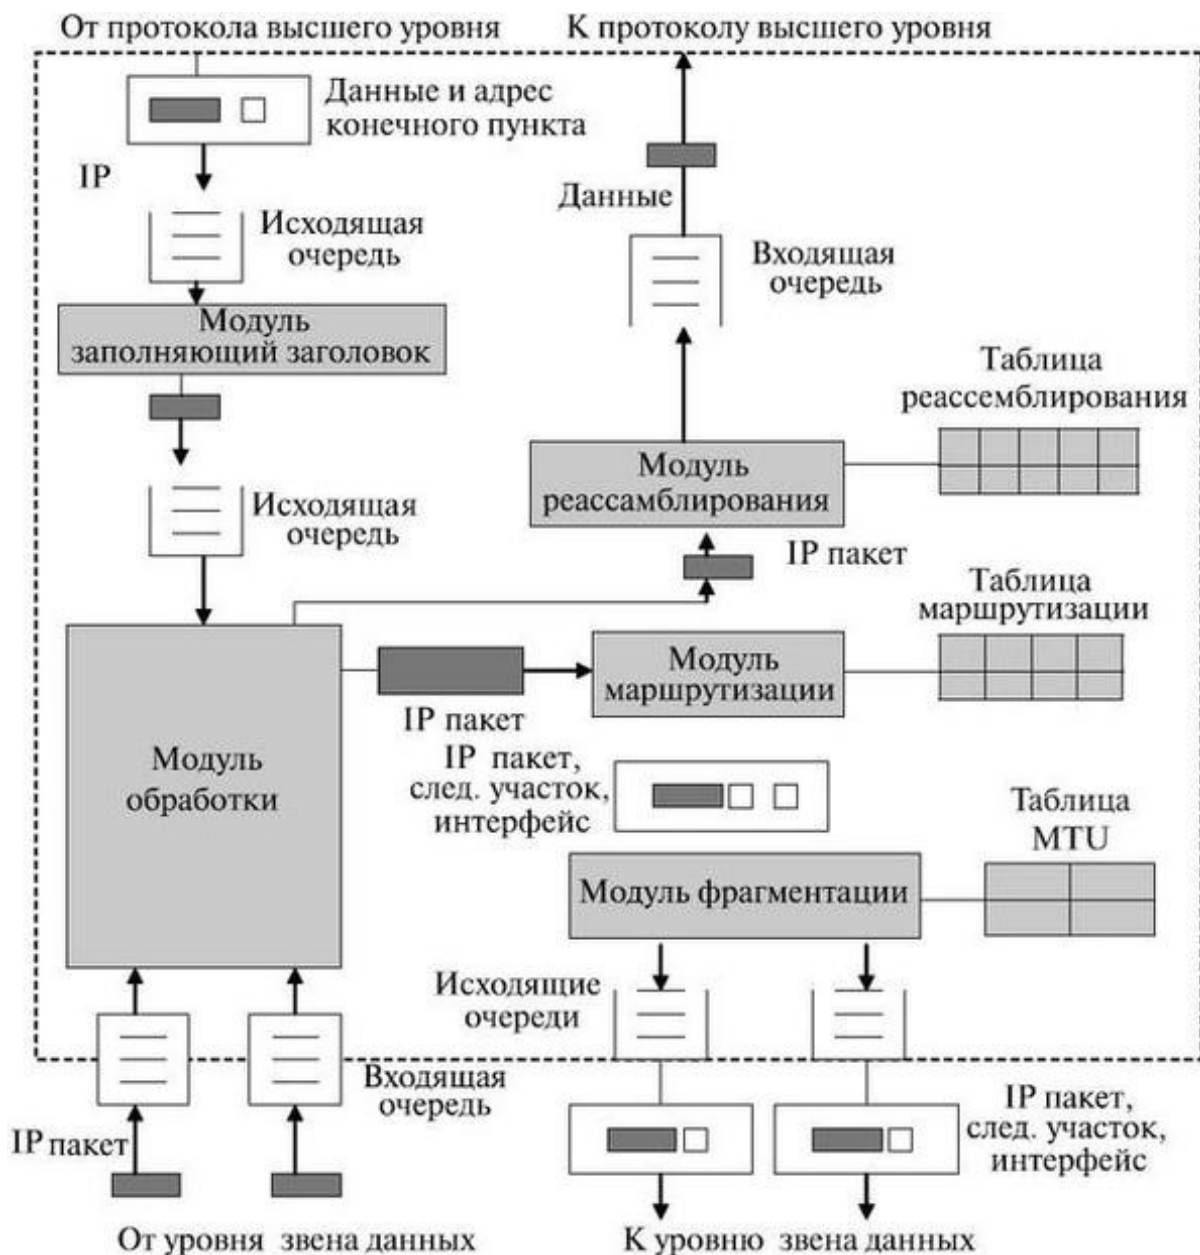 От протокола высшего уровня
К протоколу высшего уровня
Данные и адрес
конечного пункта
IP
Данные
Исходящая
очередь
Входящая
очередь
Модуль
заполняющий заголовок
Таблица
реассемблирования
Модуль
реассамблирования
Исходящая
очередь
IP пакет
Таблица
маршрутизации
Модуль
маршрутизации
IP пакет
Модуль
обработки
IP пакет,
след. участок,
интерфейс
Таблица
MTU
Модуль фрагментации
Исходящие
очереди
Входящая
очередь
IP пакет
IP пакет,
след. участок,
интерфейс
От уровня звена данных
К уровню звена данных